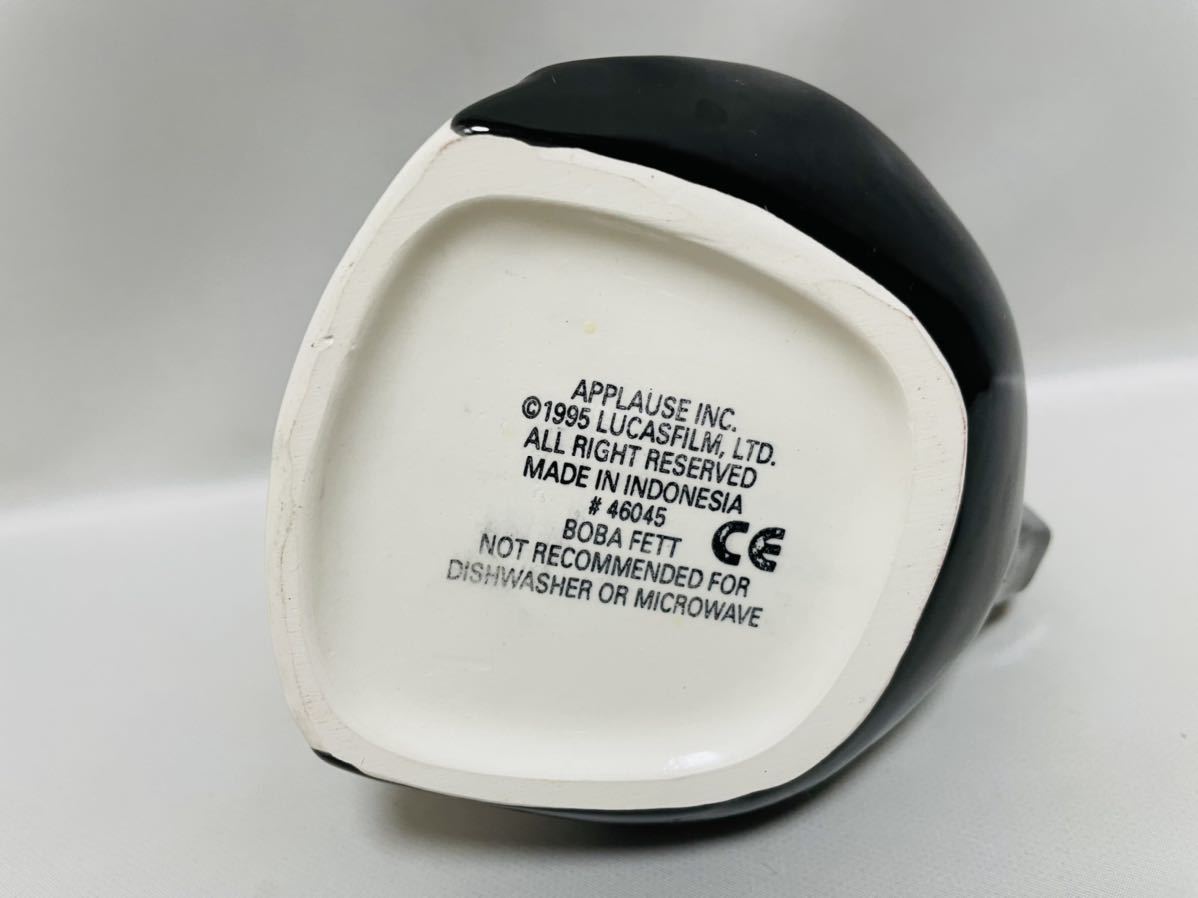 APPLAUSE INC.
©1995 LUCASFILM, LTD.
ALL RIGHT RESERVED
MADE IN INDONESIA
# 46045
BOBA FETT CE
NOT RECOMMENDED FOR
DISHWASHER OR MICROWAVE